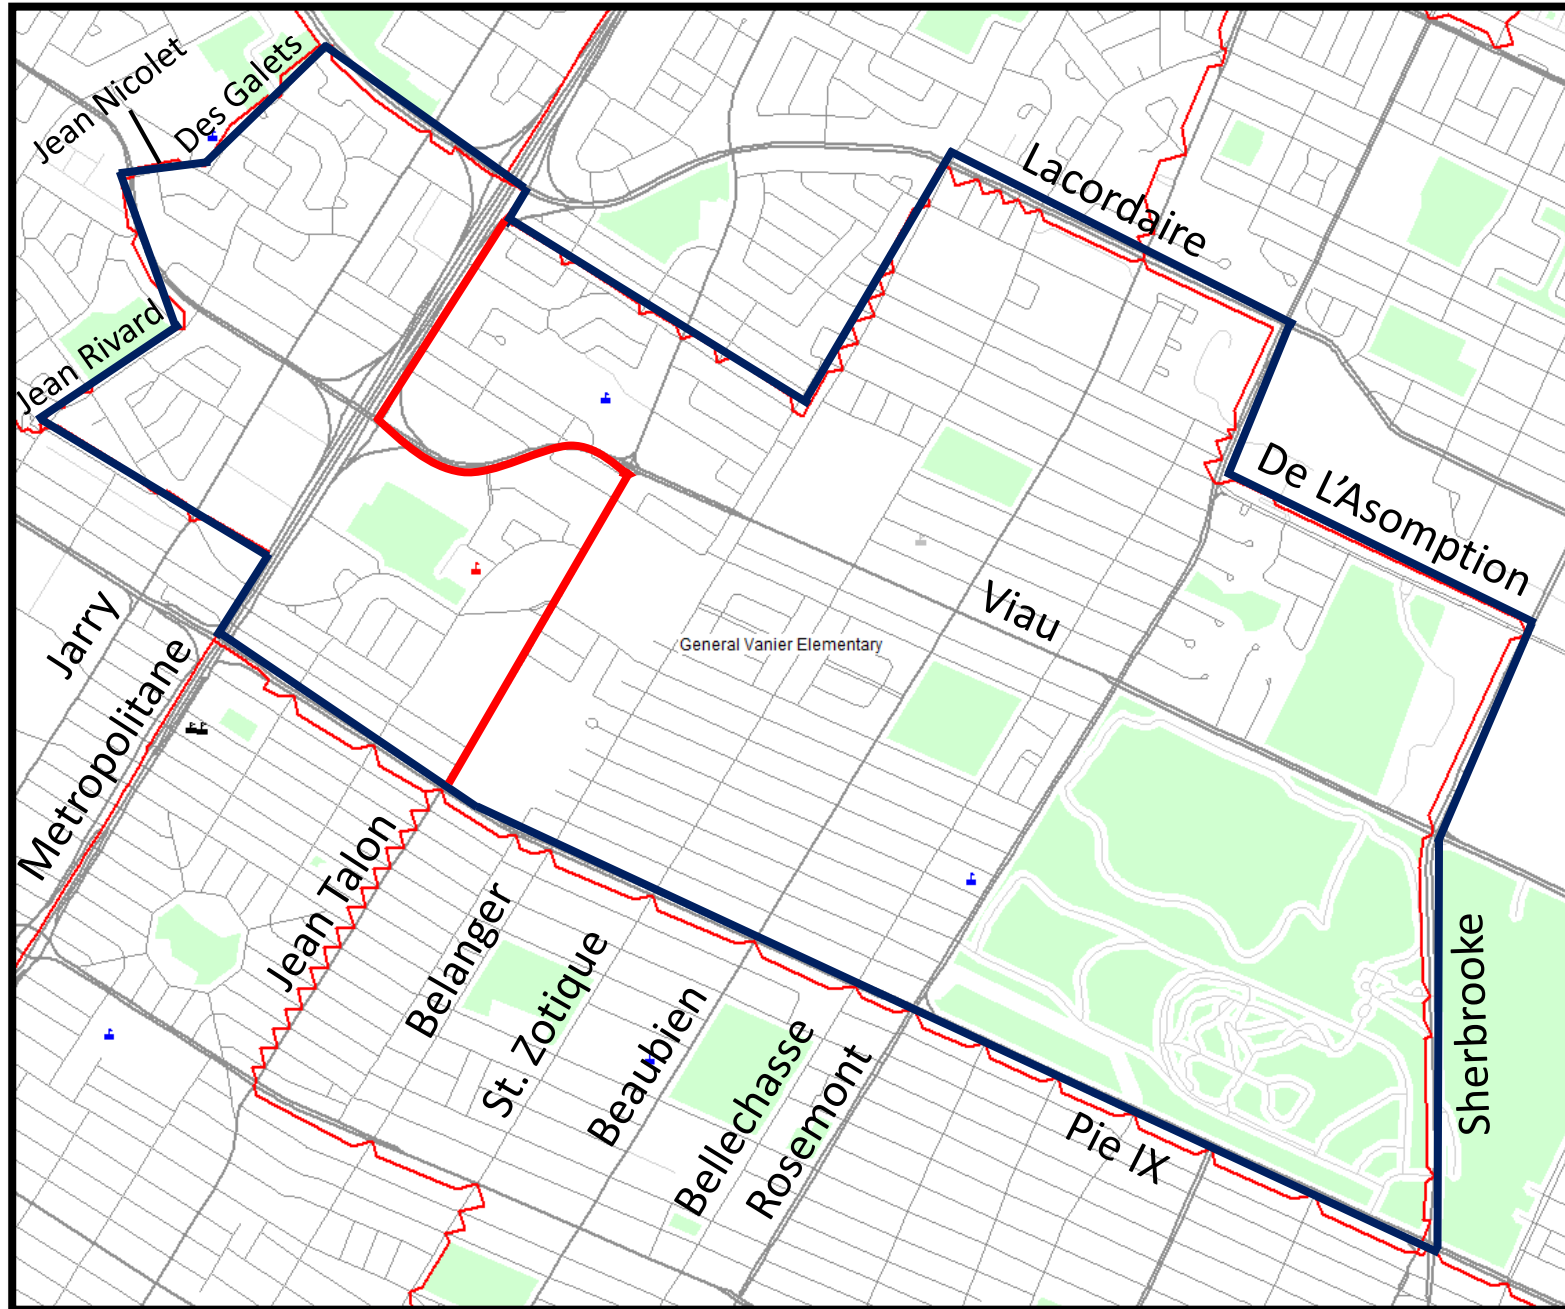 Jean Nicolet
Des Galets
Jean Rivard
Lacordaire
De L'Asomption
Viau
General Vanier Elementary
Jarry
Metropolitane
Jean Talon
Belanger
St. Zotique
Beaubien
Bellechasse
Rosemont
Pie IX
Sherbrooke